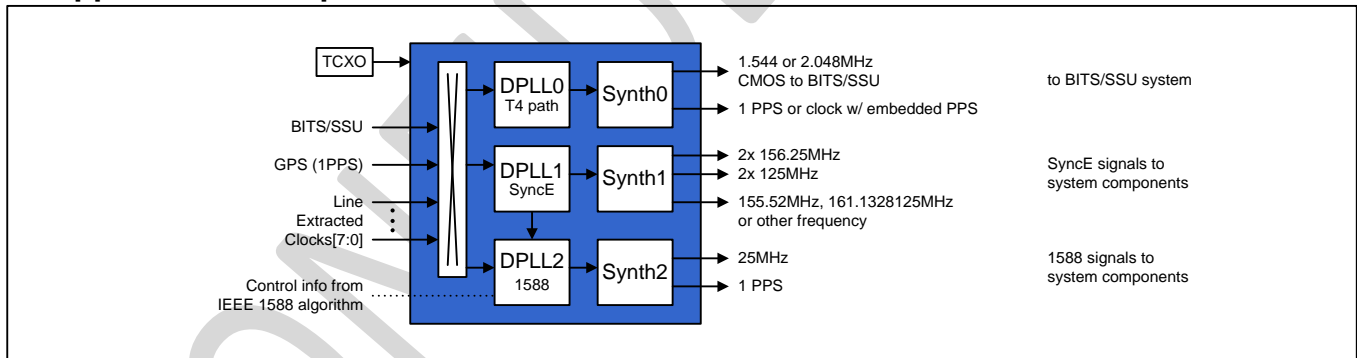 TCXO
BITS/SSU
GPS (1PPS)
Line
Extracted
Clocks[7:0]
Control info from
IEEE 1588 algorithm
DPLL0
T4 path
Synth0
DPLL1
SyncE
Synth1
DPLL2
1588
Synth2
1.544 or 2.048MHz
CMOS to BITS/SSU
1 PPS or clock w/ embedded PPS
2x 156.25MHz
2x 125MHz
155.52MHz, 161.1328125MHz
or other frequency
25MHz
1 PPS
to BITS/SSU system
SyncE signals to
system components
1588 signals to
system components